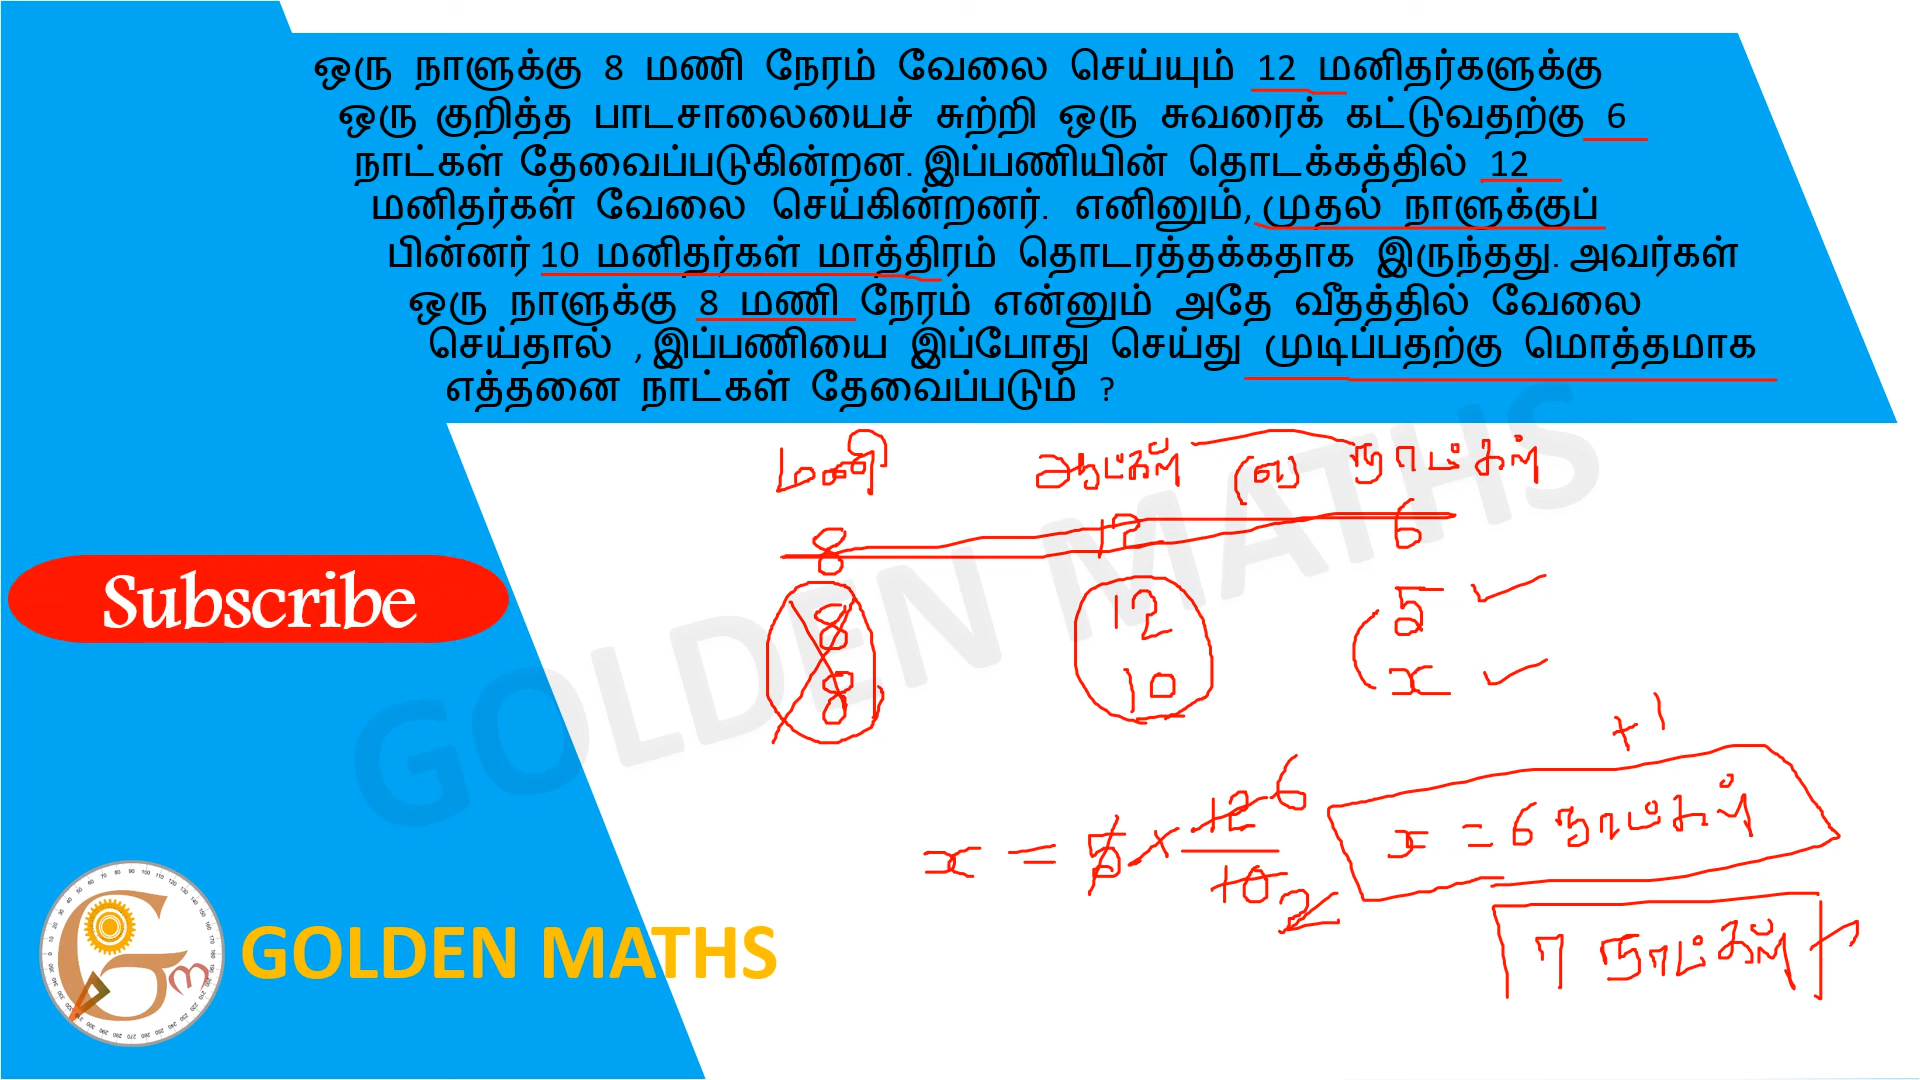 ஒரு நாளுக்கு 8 மணி நேரம் வேலை செய்யும் 12 மனிதர்களுக்கு
ஒரு குறித்த பாடசாலையைச் சுற்றி ஒரு சுவரைக் கட்டுவதற்கு 6
நாட்கள் தேவைப்படுகின்றன. இப்பணியின் தொடக்கத்தில் 12
மனிதர்கள் வேலை செய்கின்றனர். எனினும், முதல் நாளுக்குப்
பின்னர் 10 மனிதர்கள் மாத்திரம் தொடரத்தக்கதாக இருந்தது. அவர்கள்
ஒரு நாளுக்கு 8 மணி நேரம் என்னும் அதே வீதத்தில் வேலை
செய்தால் , இப்பணியை இப்போது செய்து முடிப்பதற்கு மொத்தமாக
எத்தனை நாட்கள் தேவைப்படும் ?
மணி ஆட்கள் (வ) நாட்கள்
8 12 6
8 12 5
8 10 x
+1
x = 5 × 12 6 x = 6 நாட்கள்
10 2
7 நாட்கள்
Subscribe
GOLDEN MATHS
GOLDEN MATHS